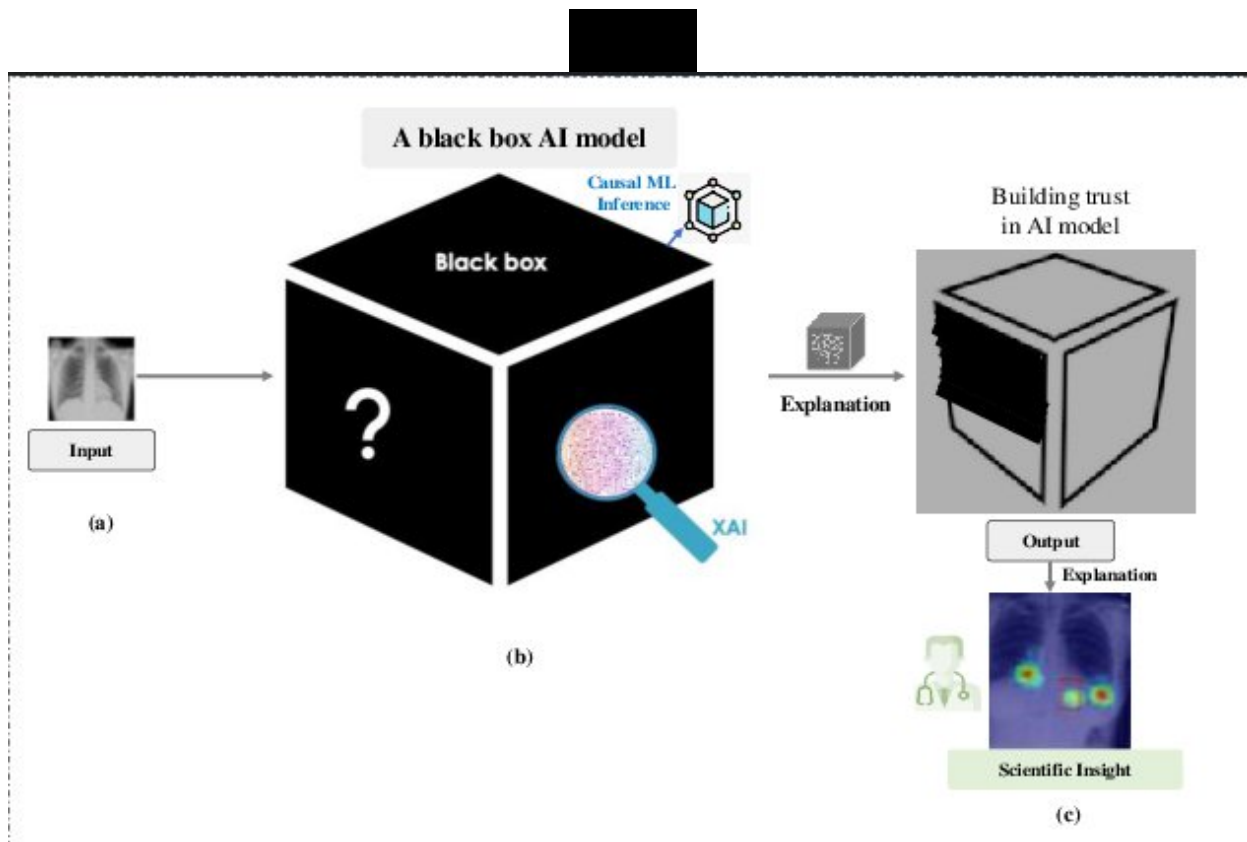 A black box AI model
Causal ML
Inference
Black box
?
XAI
Input
(a)
(b)
Explanation
Building trust
in AI model
Output
Explanation
Scientific Insight
(c)